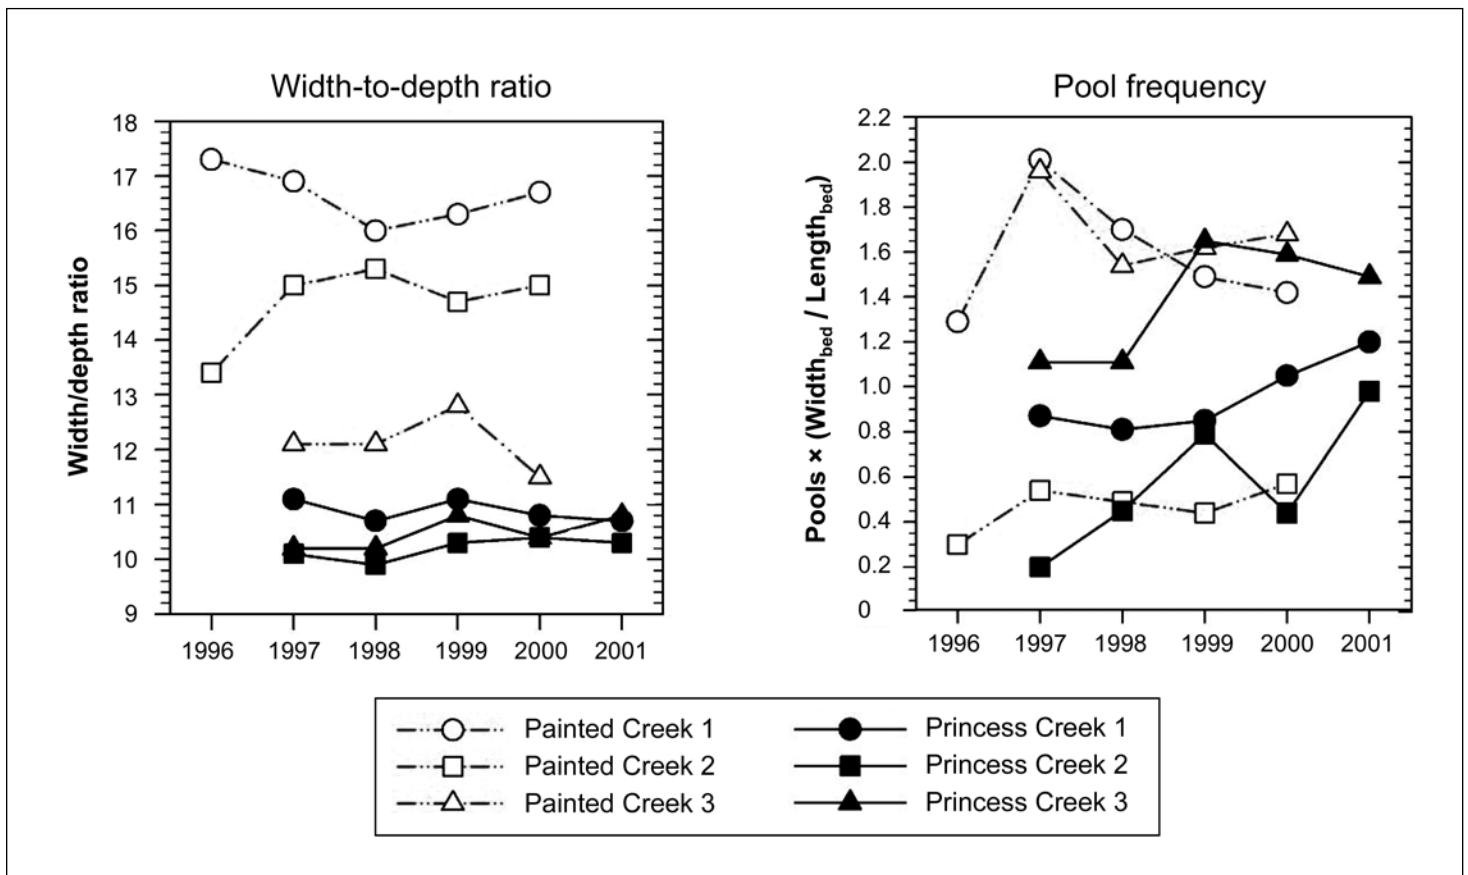 Width-to-depth ratio
Width/depth ratio
18
17
16
15
14
13
12
11
10
9
1996 1997 1998 1999 2000 2001
Pool frequency
Pools × (Width_bed / Length_bed)
2.2
2.0
1.8
1.6
1.4
1.2
1.0
0.8
0.6
0.4
0.2
0
1996 1997 1998 1999 2000 2001
Painted Creek 1
Painted Creek 2
Painted Creek 3
Princess Creek 1
Princess Creek 2
Princess Creek 3